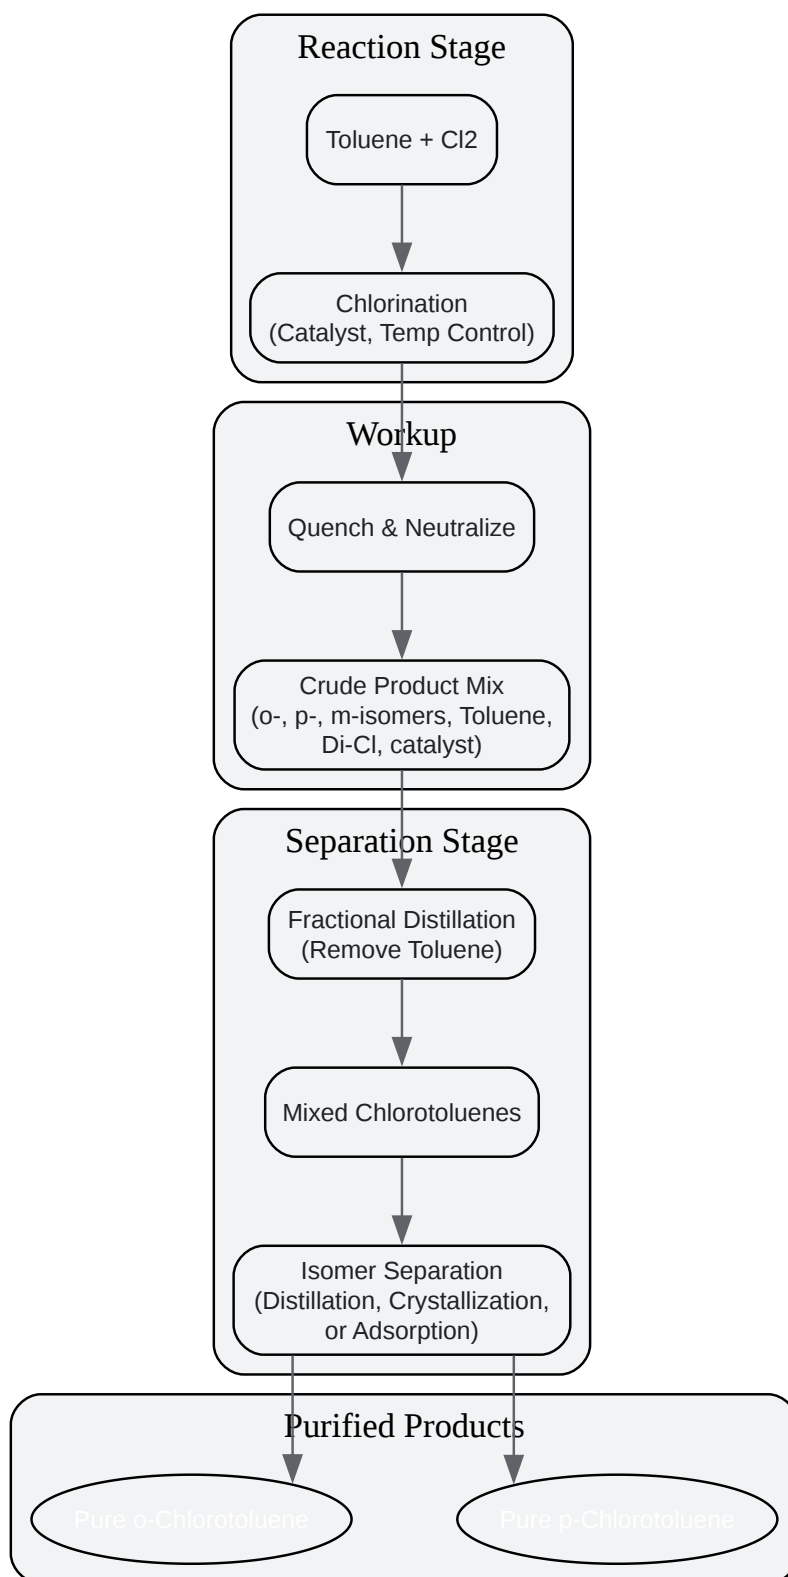 Reaction Stage
Toluene + Cl2
Chlorination
(Catalyst, Temp Control)
Workup
Quench & Neutralize
Crude Product Mix
(o-, p-, m-isomers, Toluene,
Di-Cl, catalyst)
Separation Stage
Fractional Distillation
(Remove Toluene)
Mixed Chlorotoluenes
Isomer Separation
(Distillation, Crystallization,
or Adsorption)
Purified Products
Pure o-Chlorotoluene
Pure p-Chlorotoluene